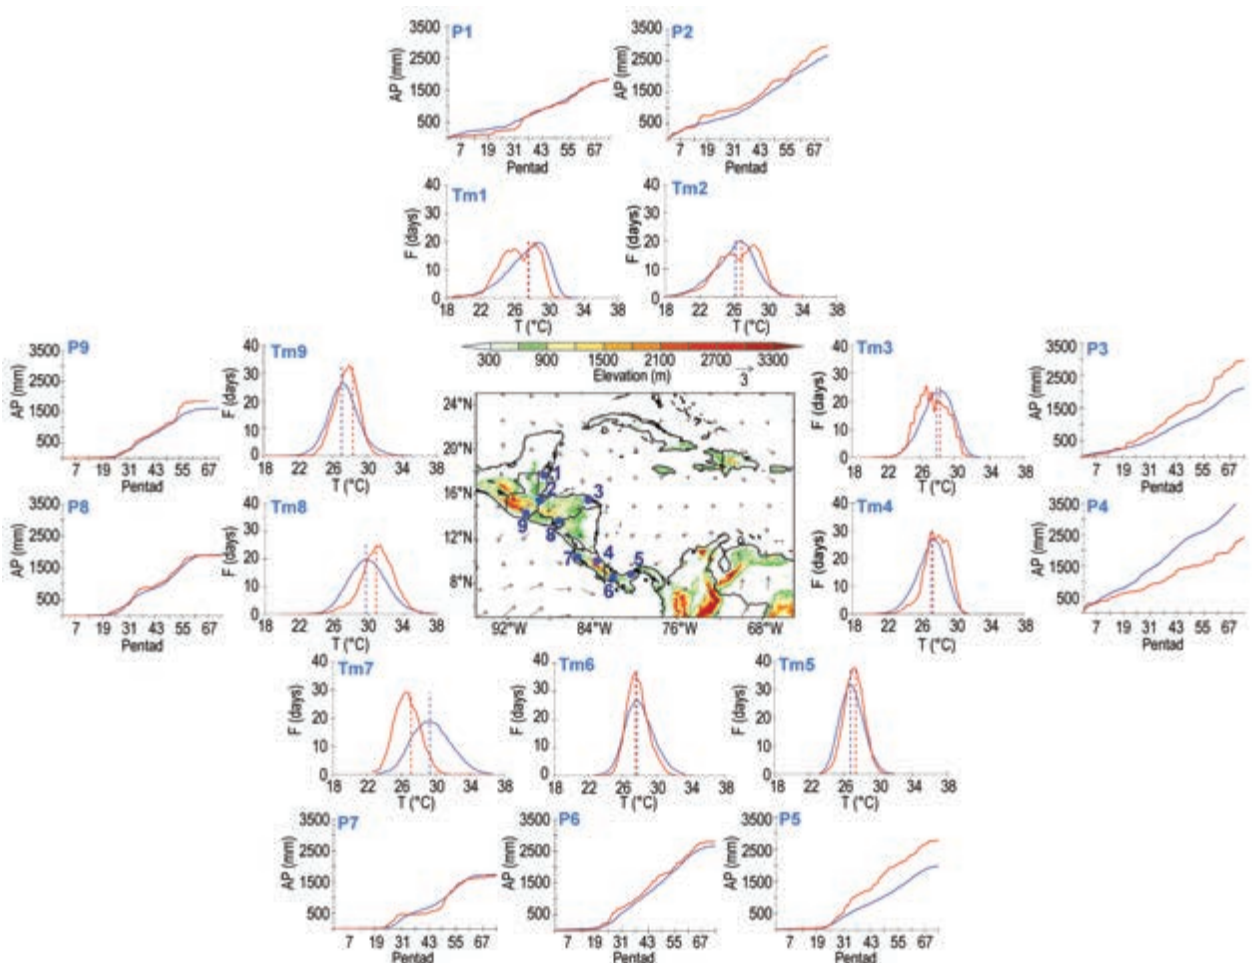 P1
3500
2500
1500
500
AP (mm)
7 19 31 43 55 67
Pentad
P2
3500
2500
1500
500
AP (mm)
7 19 31 43 55 67
Pentad
Tm1
40
30
20
10
0
F (days)
18 22 26 30 34 38
T (°C)
Tm2
40
30
20
10
0
F (days)
18 22 26 30 34 38
T (°C)
P9
3500
2500
1500
500
AP (mm)
7 19 31 43 55 67
Pentad
Tm9
40
30
20
10
0
F (days)
18 22 26 30 34 38
T (°C)
300 900 1500 2100 2700 3300
Elevation (m)
3
24°N
20°N
16°N
12°N
8°N
92°W 84°W 76°W 68°W
1
2
3
9
8
7
4
5
6
Tm3
40
30
20
10
0
F (days)
18 22 26 30 34 38
T (°C)
P3
3500
2500
1500
500
AP (mm)
7 19 31 43 55 67
Pentad
P8
3500
2500
1500
500
AP (mm)
7 19 31 43 55 67
Pentad
Tm8
40
30
20
10
0
F (days)
18 22 26 30 34 38
T (°C)
Tm4
40
30
20
10
0
F (days)
18 22 26 30 34 38
T (°C)
P4
3500
2500
1500
500
AP (mm)
7 19 31 43 55 67
Pentad
Tm7
40
30
20
10
0
F (days)
18 22 26 30 34 38
T (°C)
Tm6
40
30
20
10
0
F (days)
18 22 26 30 34 38
T (°C)
Tm5
40
30
20
10
0
F (days)
18 22 26 30 34 38
T (°C)
P7
3500
2500
1500
500
AP (mm)
7 19 31 43 55 67
Pentad
P6
3500
2500
1500
500
AP (mm)
7 19 31 43 55 67
Pentad
P5
3500
2500
1500
500
AP (mm)
7 19 31 43 55 67
Pentad